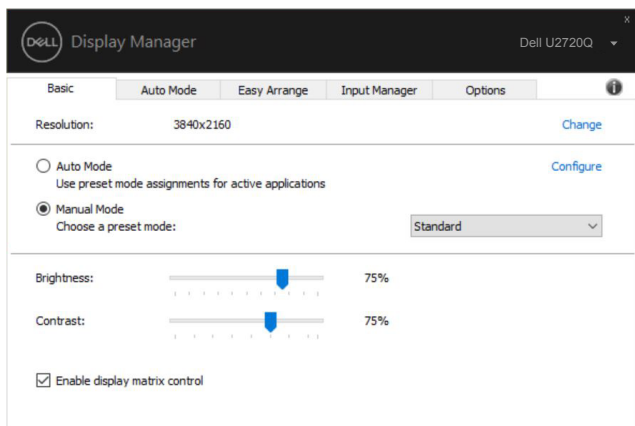 x
DELL Display Manager Dell U2720Q
Basic Auto Mode Easy Arrange Input Manager Options i
Resolution: 3840x2160 Change
Auto Mode Configure
Use preset mode assignments for active applications
Manual Mode
Choose a preset mode: Standard
Brightness: 75%
Contrast: 75%
Enable display matrix control